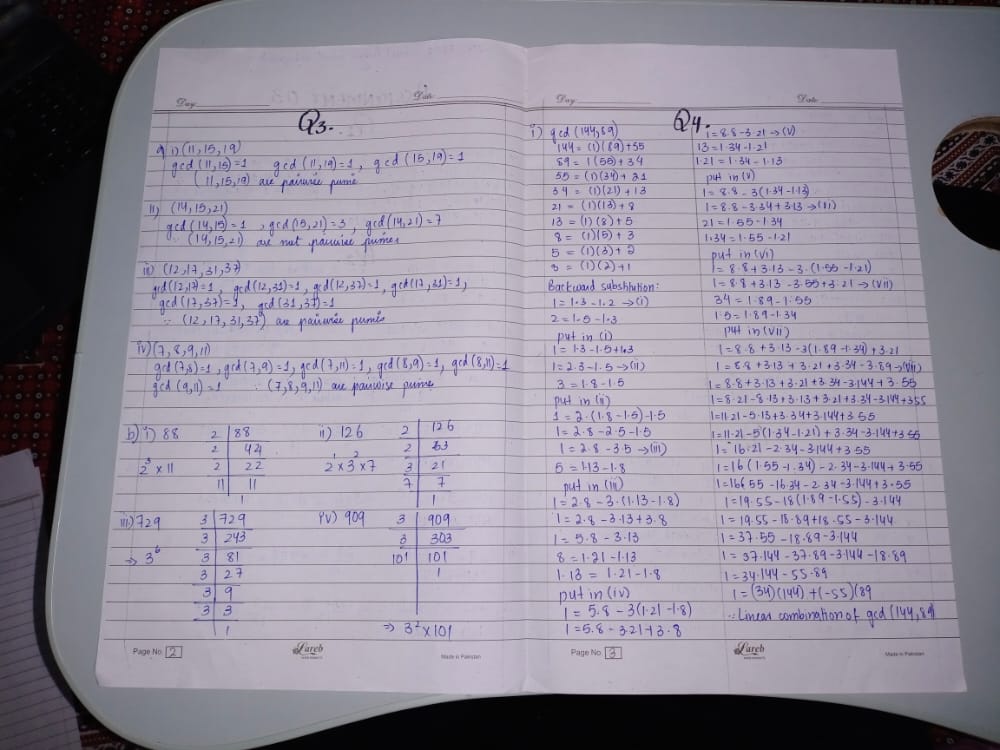 Day
Date
Q3.
a i) (11,15,19)
gcd (11,15)=1 gcd (11,19)=1, gcd (15,19)=1
(11,15,19) are pairwise prime
ii) (14,15,21)
gcd (14,15)=1 , gcd (15,21)=3, gcd (14,21)=7
∵ (14,15,21) are not pairwise primes
iii) (12,17,31,37)
gcd(12,17)=1, gcd(12,31)=1, gcd(12,37)=1, gcd(17,31)=1,
gcd(17,37)=1, gcd (31,37)=1
∵ (12,17,31,37) are pairwise primes
iv) (7,8,9,11)
gcd(7,8)=1, gcd(7,9)=1, gcd(7,11)=1, gcd(8,9)=1, gcd(8,11)=1
gcd (9,11)=1 ∵ (7,8,9,11) are pairwise prime
b) i) 88
2 | 88
2 | 44
2 | 22
11 | 11
1
2³ × 11
ii) 126
2 | 126
3 | 63
3 | 21
7 | 7
1
2¹ × 3² × 7
iii) 729
3 | 729
3 | 243
3 | 81
3 | 27
3 | 9
3 | 3
1
⇒ 3⁶
iv) 909
3 | 909
3 | 303
101 | 101
1
⇒ 3² × 101
Page No. 2
Lareb
Made in Pakistan
Day
Date
Q4.
i) gcd (144,89)
144 = (1)(89)+55
89 = 1(55)+34
55 = (1)(34)+21
34 = (1)(21)+13
21 = (1)(13)+8
13 = (1)(8)+5
8 = (1)(5)+3
5 = (1)(3)+2
3 = (1)(2)+1
Backward substitution:
1 = 1·3-1·2 →(i)
2 = 1·5-1·3
put in (i)
1 = 1·3-1·5+1·3
1 = 2·3-1·5 →(ii)
3 = 1·8-1·5
put in (ii)
1 = 2·(1·8-1·5)-1·5
1 = 2·8-2·5-1·5
1 = 2·8-3·5 →(iii)
5 = 1·13-1·8
put in (iii)
1 = 2·8-3·(1·13-1·8)
1 = 2·8-3·13+3·8
1 = 5·8-3·13
8 = 1·21-1·13
1·13 = 1·21-1·8
put in (iv)
1 = 5·8-3(1·21-1·8)
1 = 5·8-3·21+3·8
1 = 8·8-3·21 →(V)
13 = 1·34-1·21
1·21 = 1·34-1·13
put in (v)
1 = 8·8-3(1·34-1·13)
1 = 8·8-3·34+3·13 →(vi)
21 = 1·55-1·34
1·34 = 1·55-1·21
put in (vi)
1 = 8·8+3·13-3·(1·55-1·21)
1 = 8·8+3·13-3·55+3·21 →(vii)
34 = 1·89-1·55
1·5 = 1·89-1·34
put in (vii)
1 = 8·8+3·13-3(1·89-1·34)+3·21
1 = 8·8+3·13+3·21+3·34-3·89 →(viii)
1 = 8·8+3·13+3·21+3·34-3·144+3·55
1 = 8·21-8·13+3·13+3·21+3·34-3·144+355
1 = 11·21-5·13+3·34+3·144+3·55
1 = 11·21-5(1·34-1·21)+3·34-3·144+3·55
1 = 16·21-2·34-3·144+3·55
1 = 16(1·55-1·34)-2·34-3·144+3·55
1 = 1655-16·34-2·34-3·144+3·55
1 = 19·55-18(1·89-1·55)-3·144
1 = 19·55-18·89+18·55-3·144
1 = 37·55-18·89-3·144
1 = 37·144-37·89-3·144-18·89
1 = 34·144-55·89
1 = (34)(144)+(-55)(89
∵ Linear combination of gcd (144,89)
Page No. 3
Lareb
Made in Pakistan